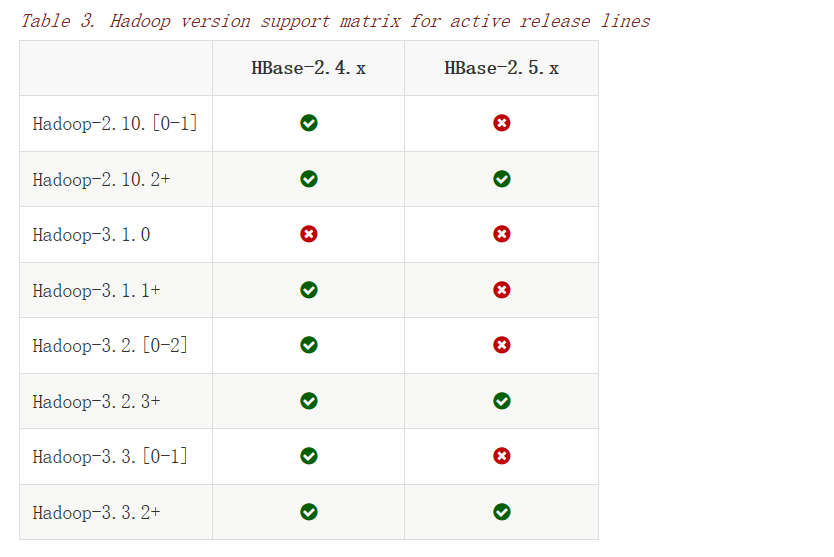 Table 3. Hadoop version support matrix for active release lines
HBase-2.4.x HBase-2.5.x
Hadoop-2.10.[0-1]
Hadoop-2.10.2+
Hadoop-3.1.0
Hadoop-3.1.1+
Hadoop-3.2.[0-2]
Hadoop-3.2.3+
Hadoop-3.3.[0-1]
Hadoop-3.3.2+